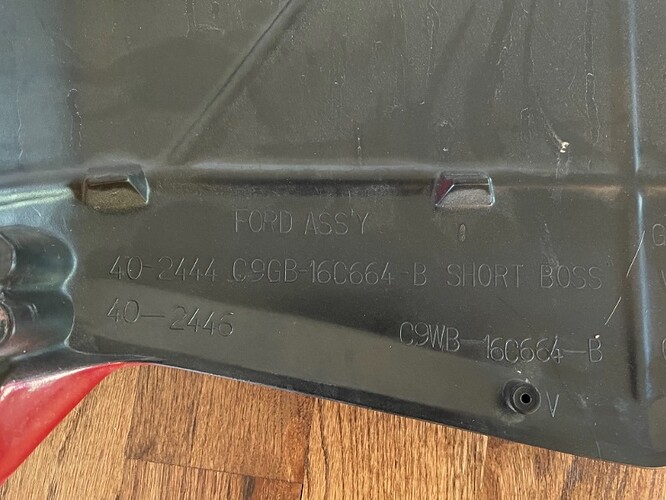 FORD ASS'Y
40-2444 C9GB-16C664-B SHORT BOSS
40-2446 C9WB-16C664-B
V
G